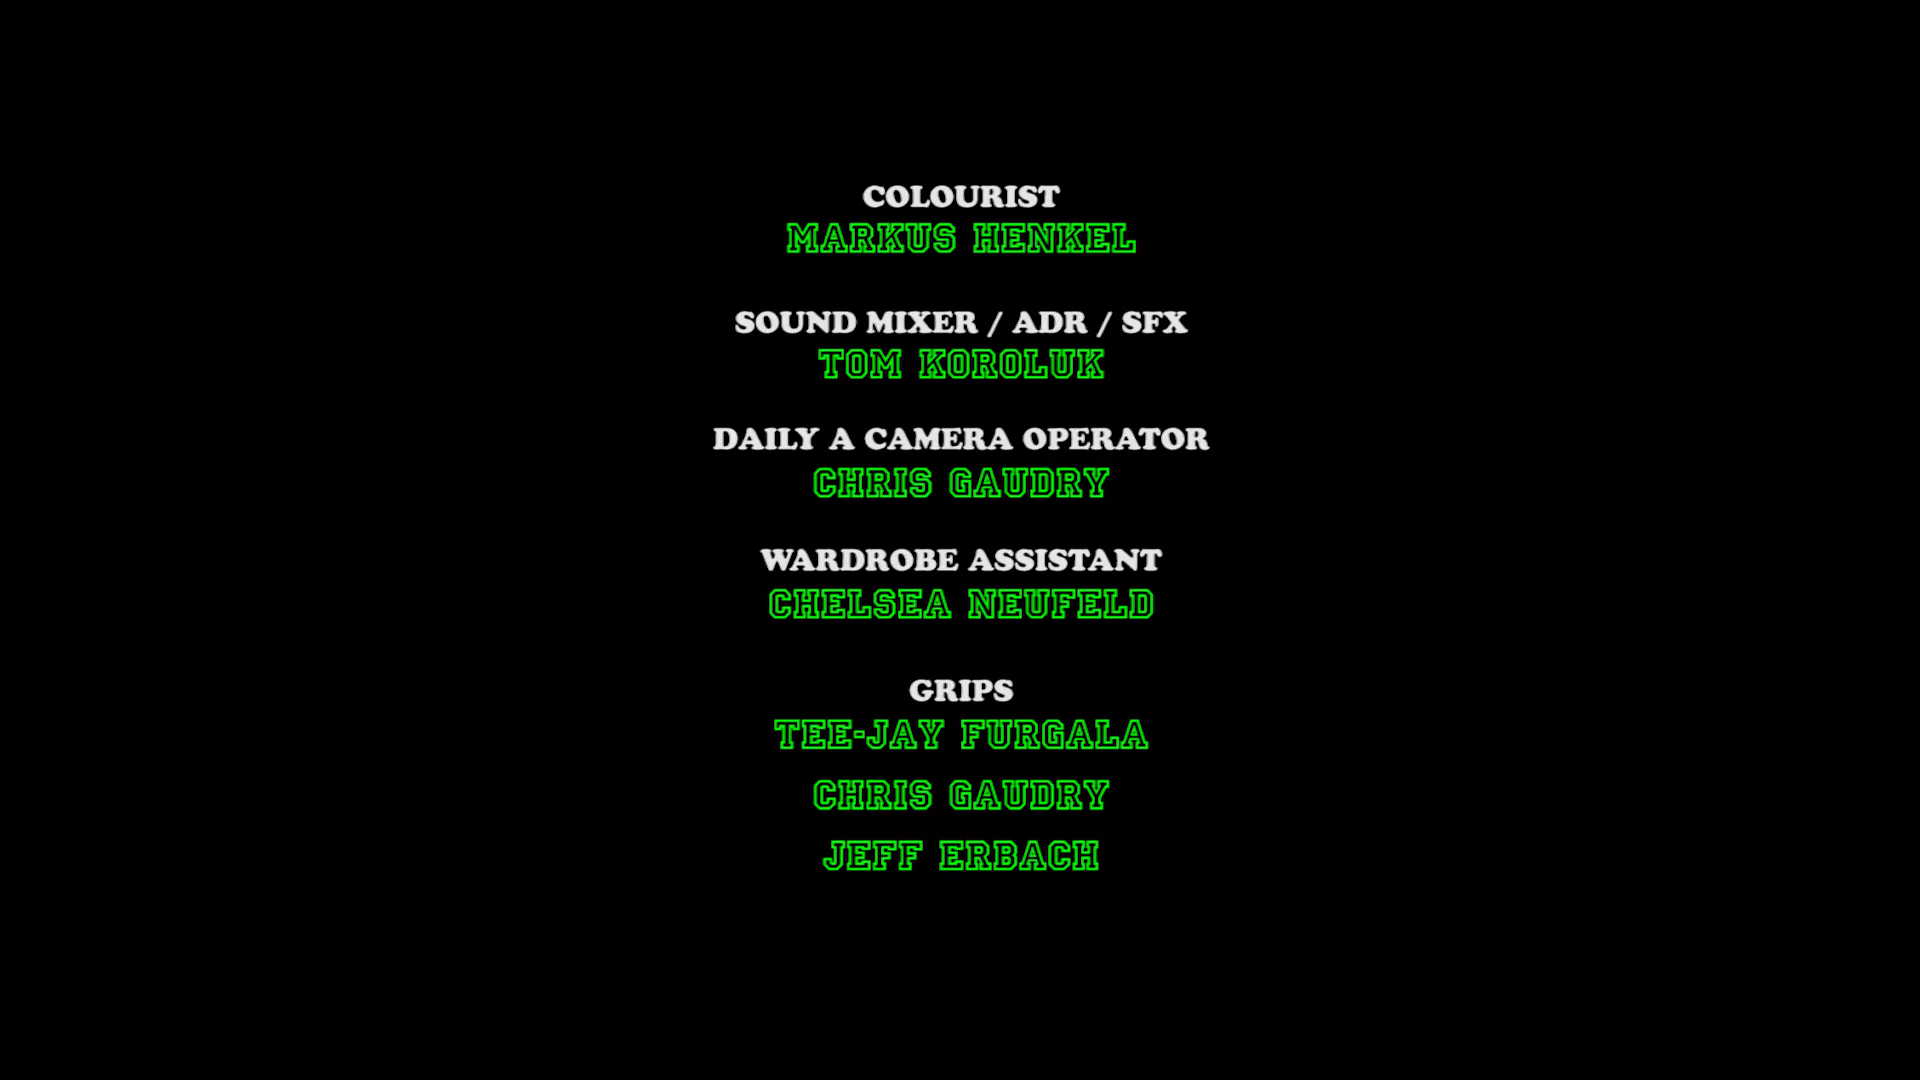 COLOURIST
MARKUS HENKEL
SOUND MIXER / ADR / SFX
TOM KOROLUK
DAILY A CAMERA OPERATOR
CHRIS GAUDRY
WARDROBE ASSISTANT
CHELSEA NEUFELD
GRIPS
TEE-JAY FURGALA
CHRIS GAUDRY
JEFF ERBACH